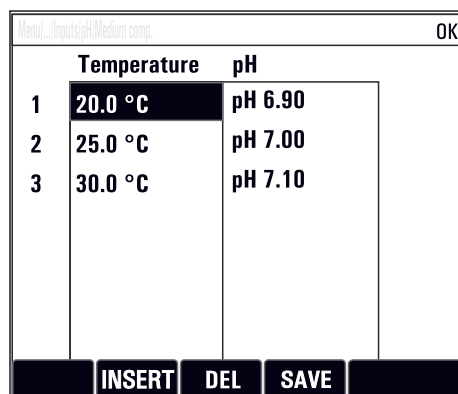 Menu/.../Inputs/pH/Medium comp. OK
Temperature pH
1 20.0 °C pH 6.90
2 25.0 °C pH 7.00
3 30.0 °C pH 7.10
INSERT DEL SAVE